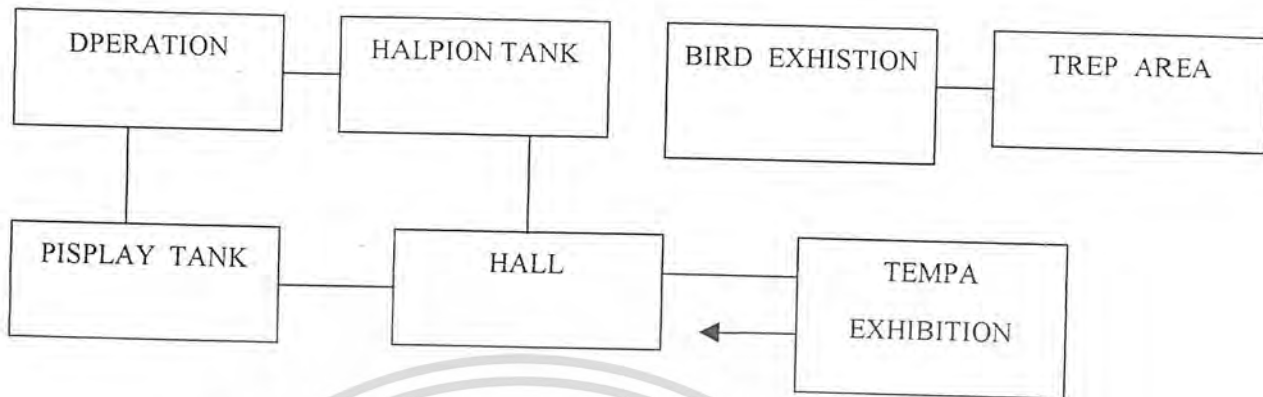 DPERATION
HALPION TANK
BIRD EXHISTION
TREP AREA
PISPLAY TANK
HALL
TEMPA
EXHIBITION